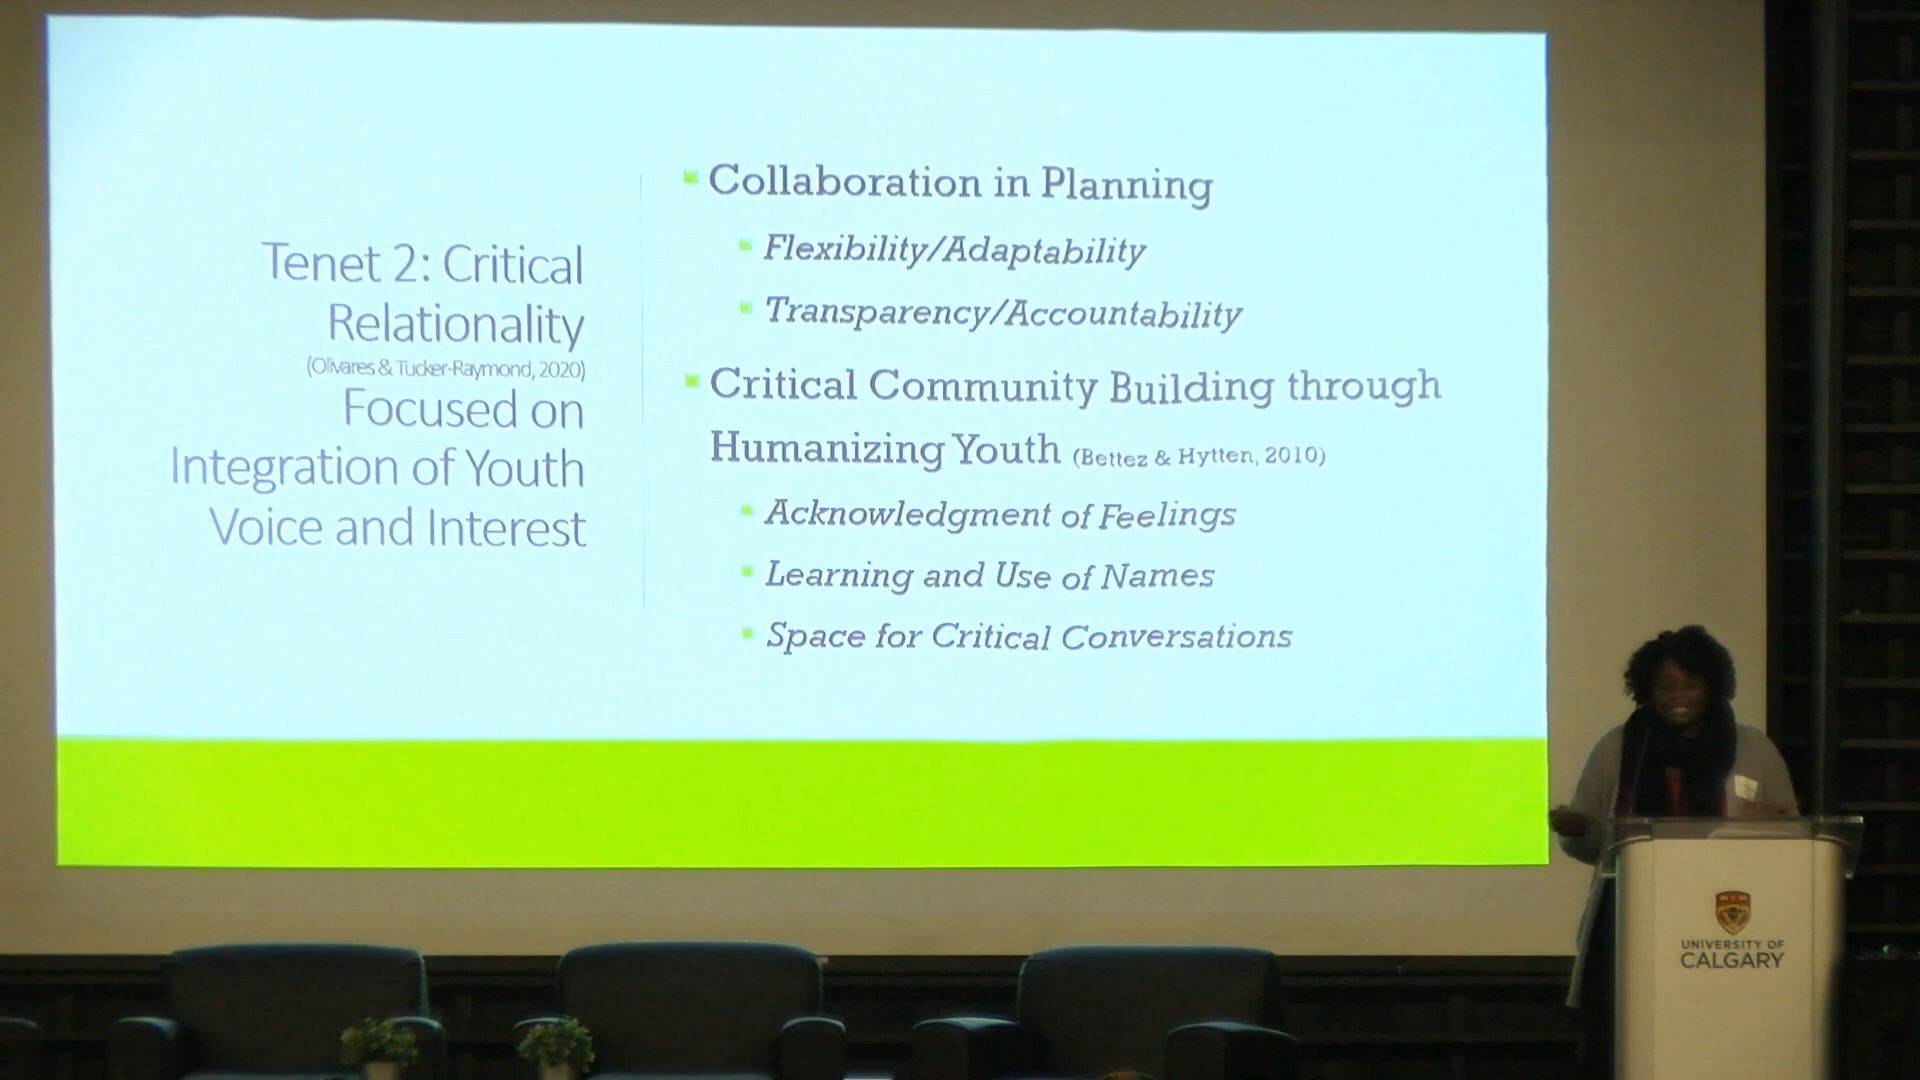 Tenet 2: Critical
Relationality
(Olivares & Tucker-Raymond, 2020)
Focused on
Integration of Youth
Voice and Interest
Collaboration in Planning
Flexibility/Adaptability
Transparency/Accountability
Critical Community Building through
Humanizing Youth (Bettez & Hytten, 2010)
Acknowledgment of Feelings
Learning and Use of Names
Space for Critical Conversations
UNIVERSITY OF
CALGARY